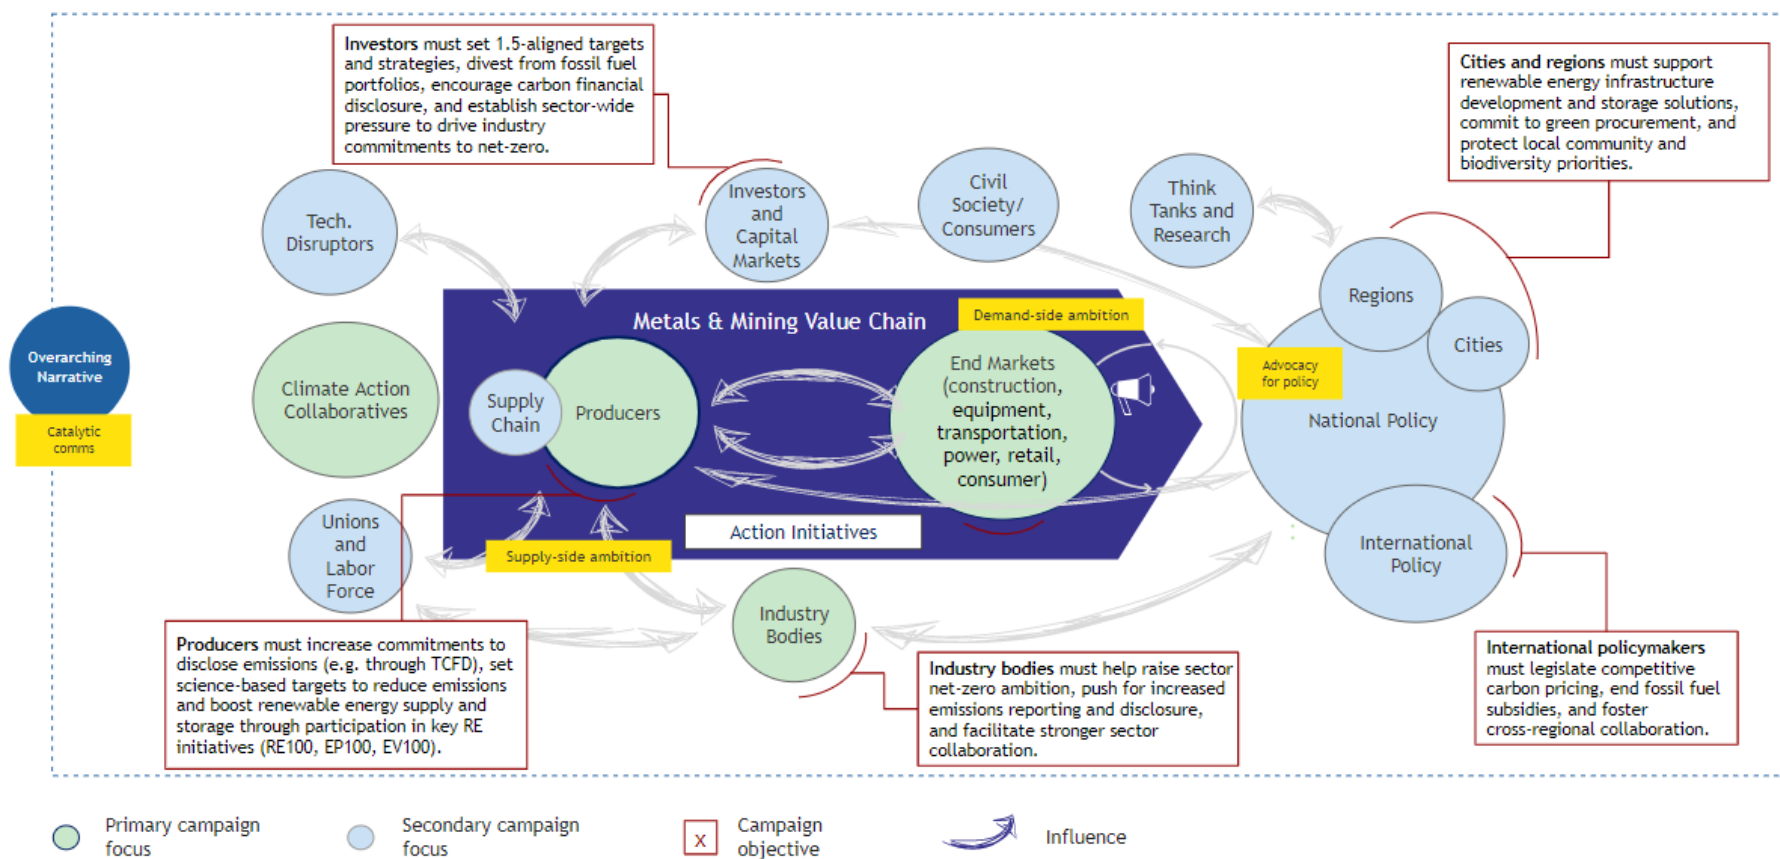 Investors must set 1.5-aligned targets
and strategies, divest from fossil fuel
portfolios, encourage carbon financial
disclosure, and establish sector-wide
pressure to drive industry
commitments to net-zero.
Cities and regions must support
renewable energy infrastructure
development and storage solutions,
commit to green procurement, and
protect local community and
biodiversity priorities.
Tech.
Disruptors
Investors
and
Capital
Markets
Civil
Society/
Consumers
Think
Tanks and
Research
Regions
Cities
Overarching
Narrative
Catalytic
comms
Climate Action
Collaboratives
Metals & Mining Value Chain
Demand-side ambition
Supply
Chain
Producers
End Markets
(construction,
equipment,
transportation,
power, retail,
consumer)
Advocacy
for policy
National Policy
Action Initiatives
Supply-side ambition
Unions
and
Labor
Force
Industry
Bodies
International
Policy
Producers must increase commitments to
disclose emissions (e.g. through TCFD), set
science-based targets to reduce emissions
and boost renewable energy supply and
storage through participation in key RE
initiatives (RE100, EP100, EV100).
Industry bodies must help raise sector
net-zero ambition, push for increased
emissions reporting and disclosure,
and facilitate stronger sector
collaboration.
International policymakers
must legislate competitive
carbon pricing, end fossil fuel
subsidies, and foster
cross-regional collaboration.
Primary campaign
focus
Secondary campaign
focus
X
Campaign
objective
Influence